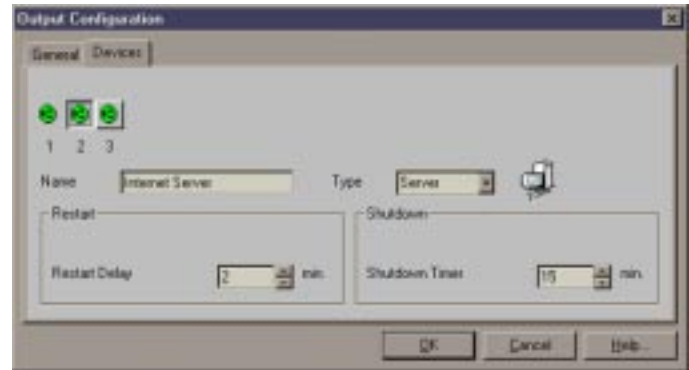 Output Configuration
General Devices
1 2 3
Name Internet Server Type Server
Restart Shutdown
Restart Delay 2 min. Shutdown Timer 15 min.
OK Cancel Help...